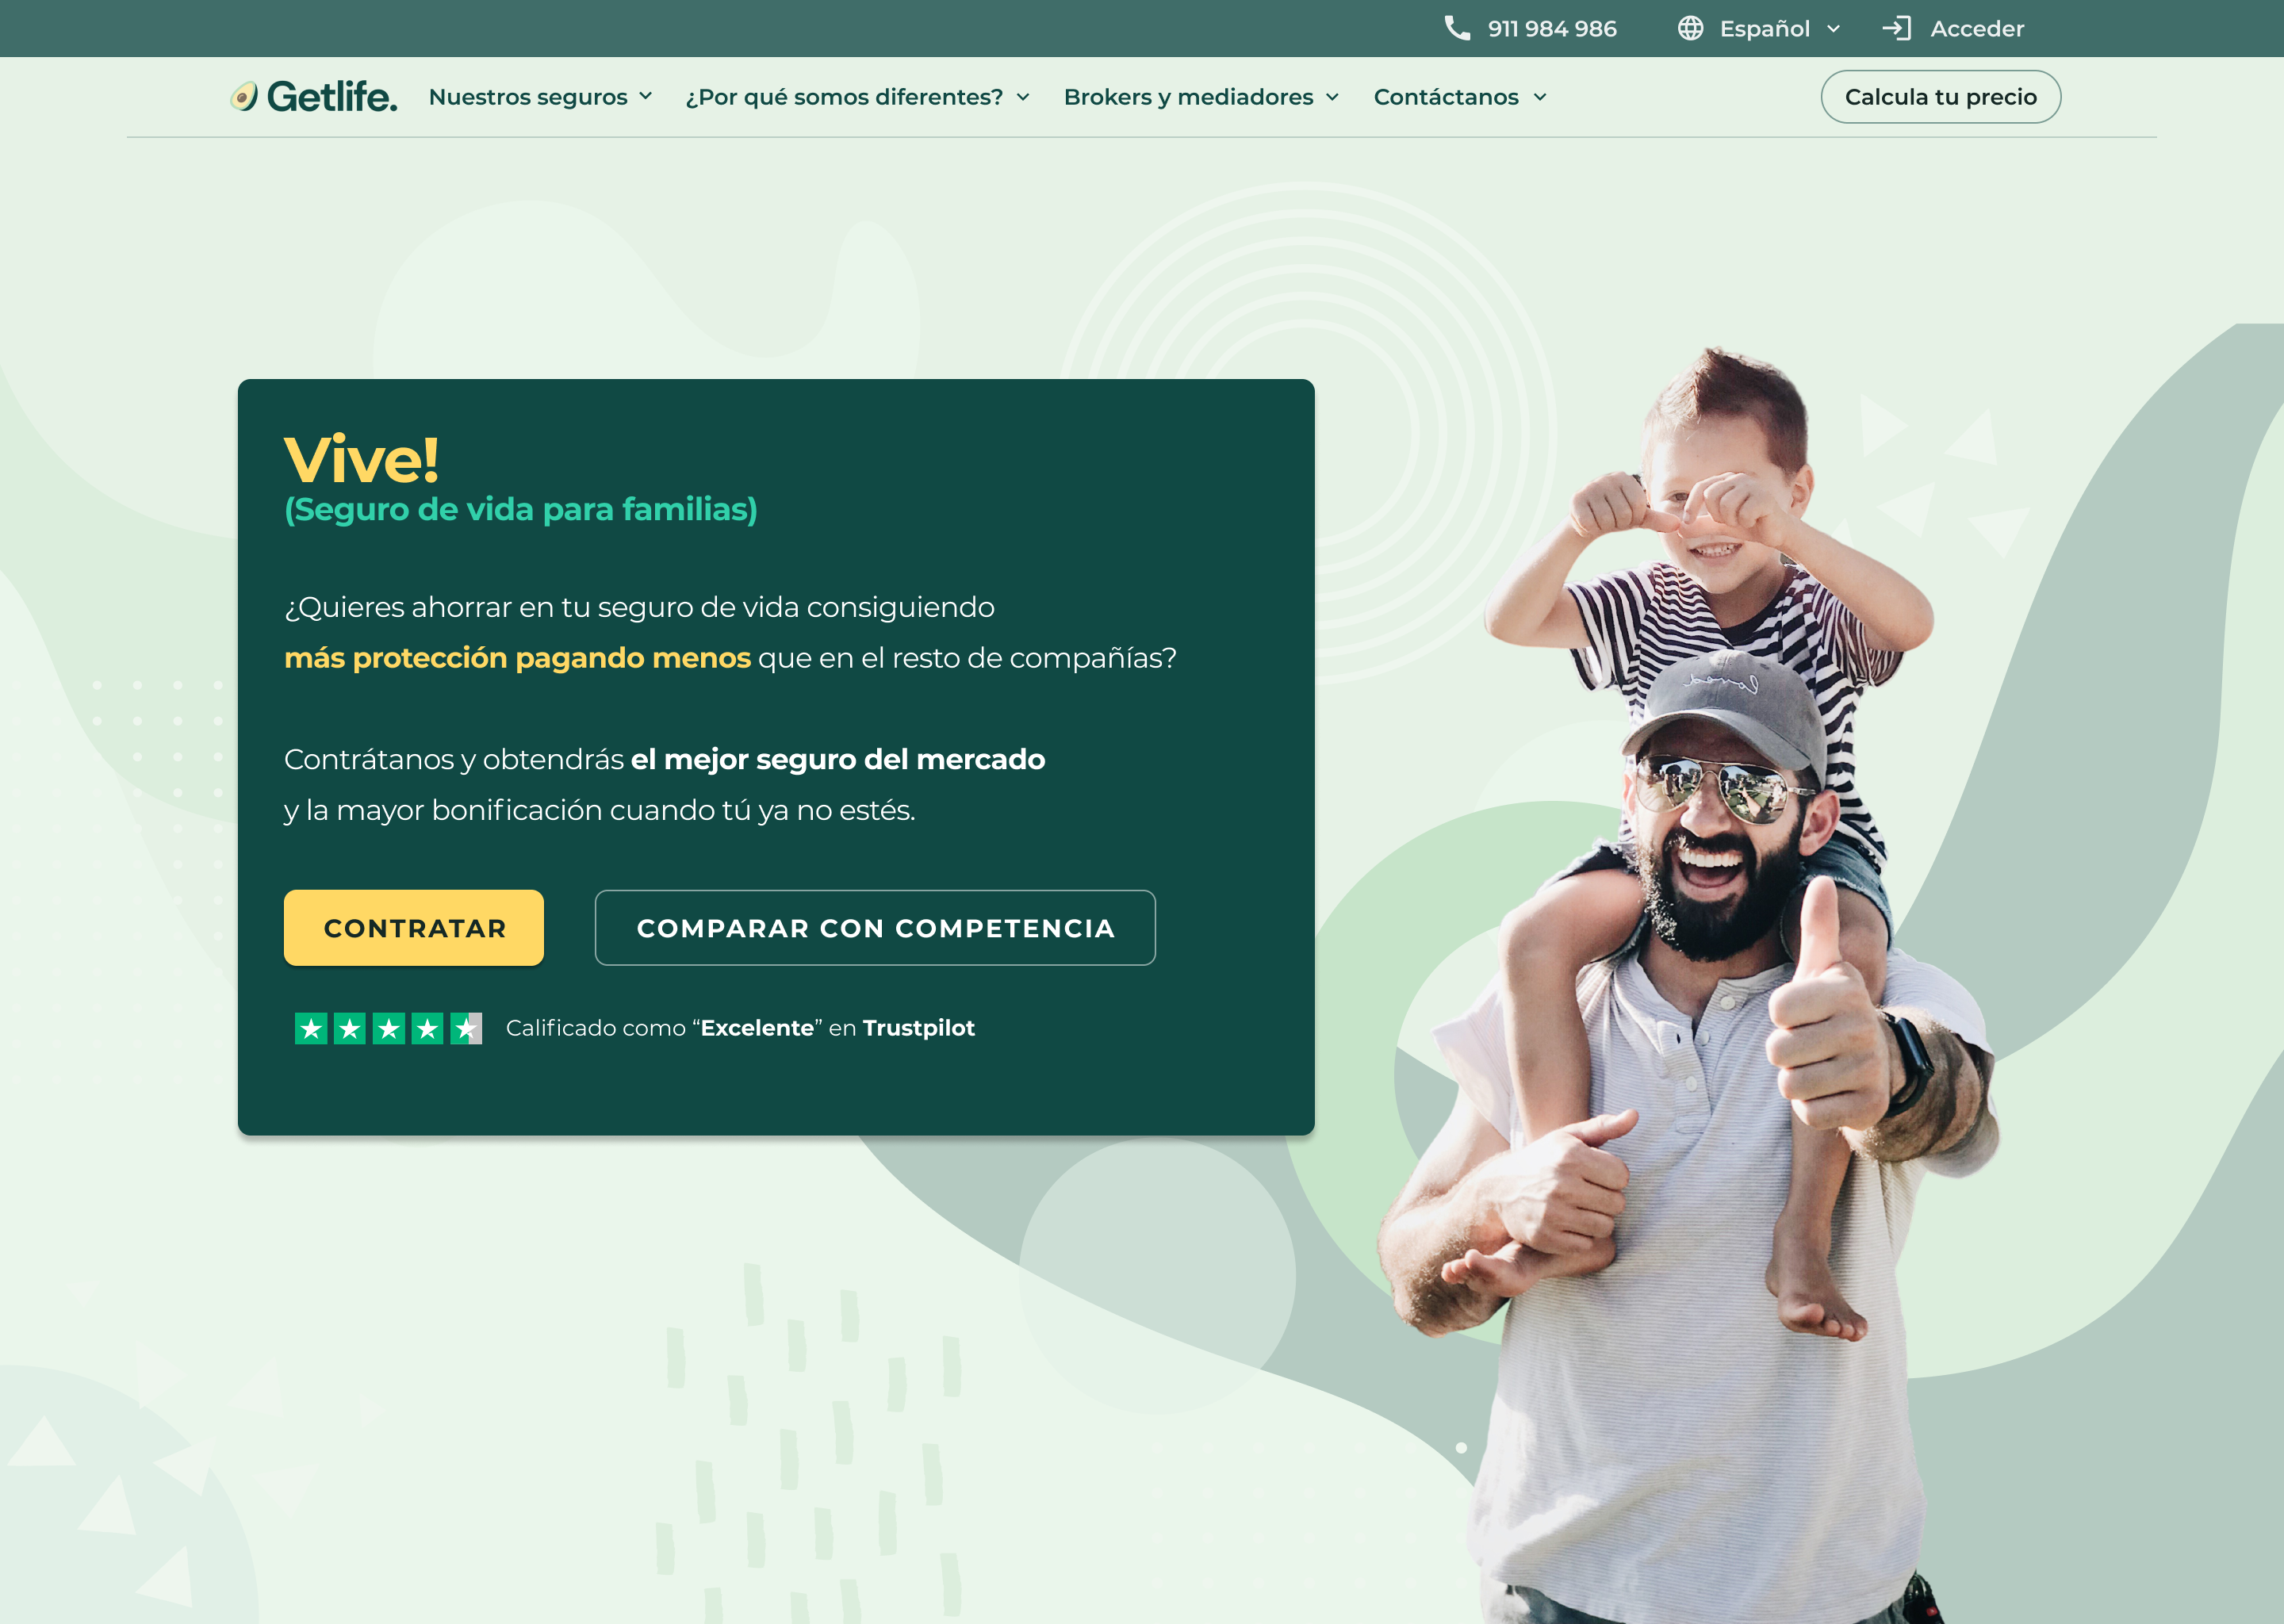 911 984 986 Español Acceder
Getlife. Nuestros seguros ¿Por qué somos diferentes? Brokers y mediadores Contáctanos Calcula tu precio
Vive!
(Seguro de vida para familias)
¿Quieres ahorrar en tu seguro de vida consiguiendo
más protección pagando menos que en el resto de compañías?
Contrátanos y obtendrás el mejor seguro del mercado
y la mayor bonificación cuando tú ya no estés.
CONTRATAR COMPARAR CON COMPETENCIA
Calificado como “Excelente” en Trustpilot
loved